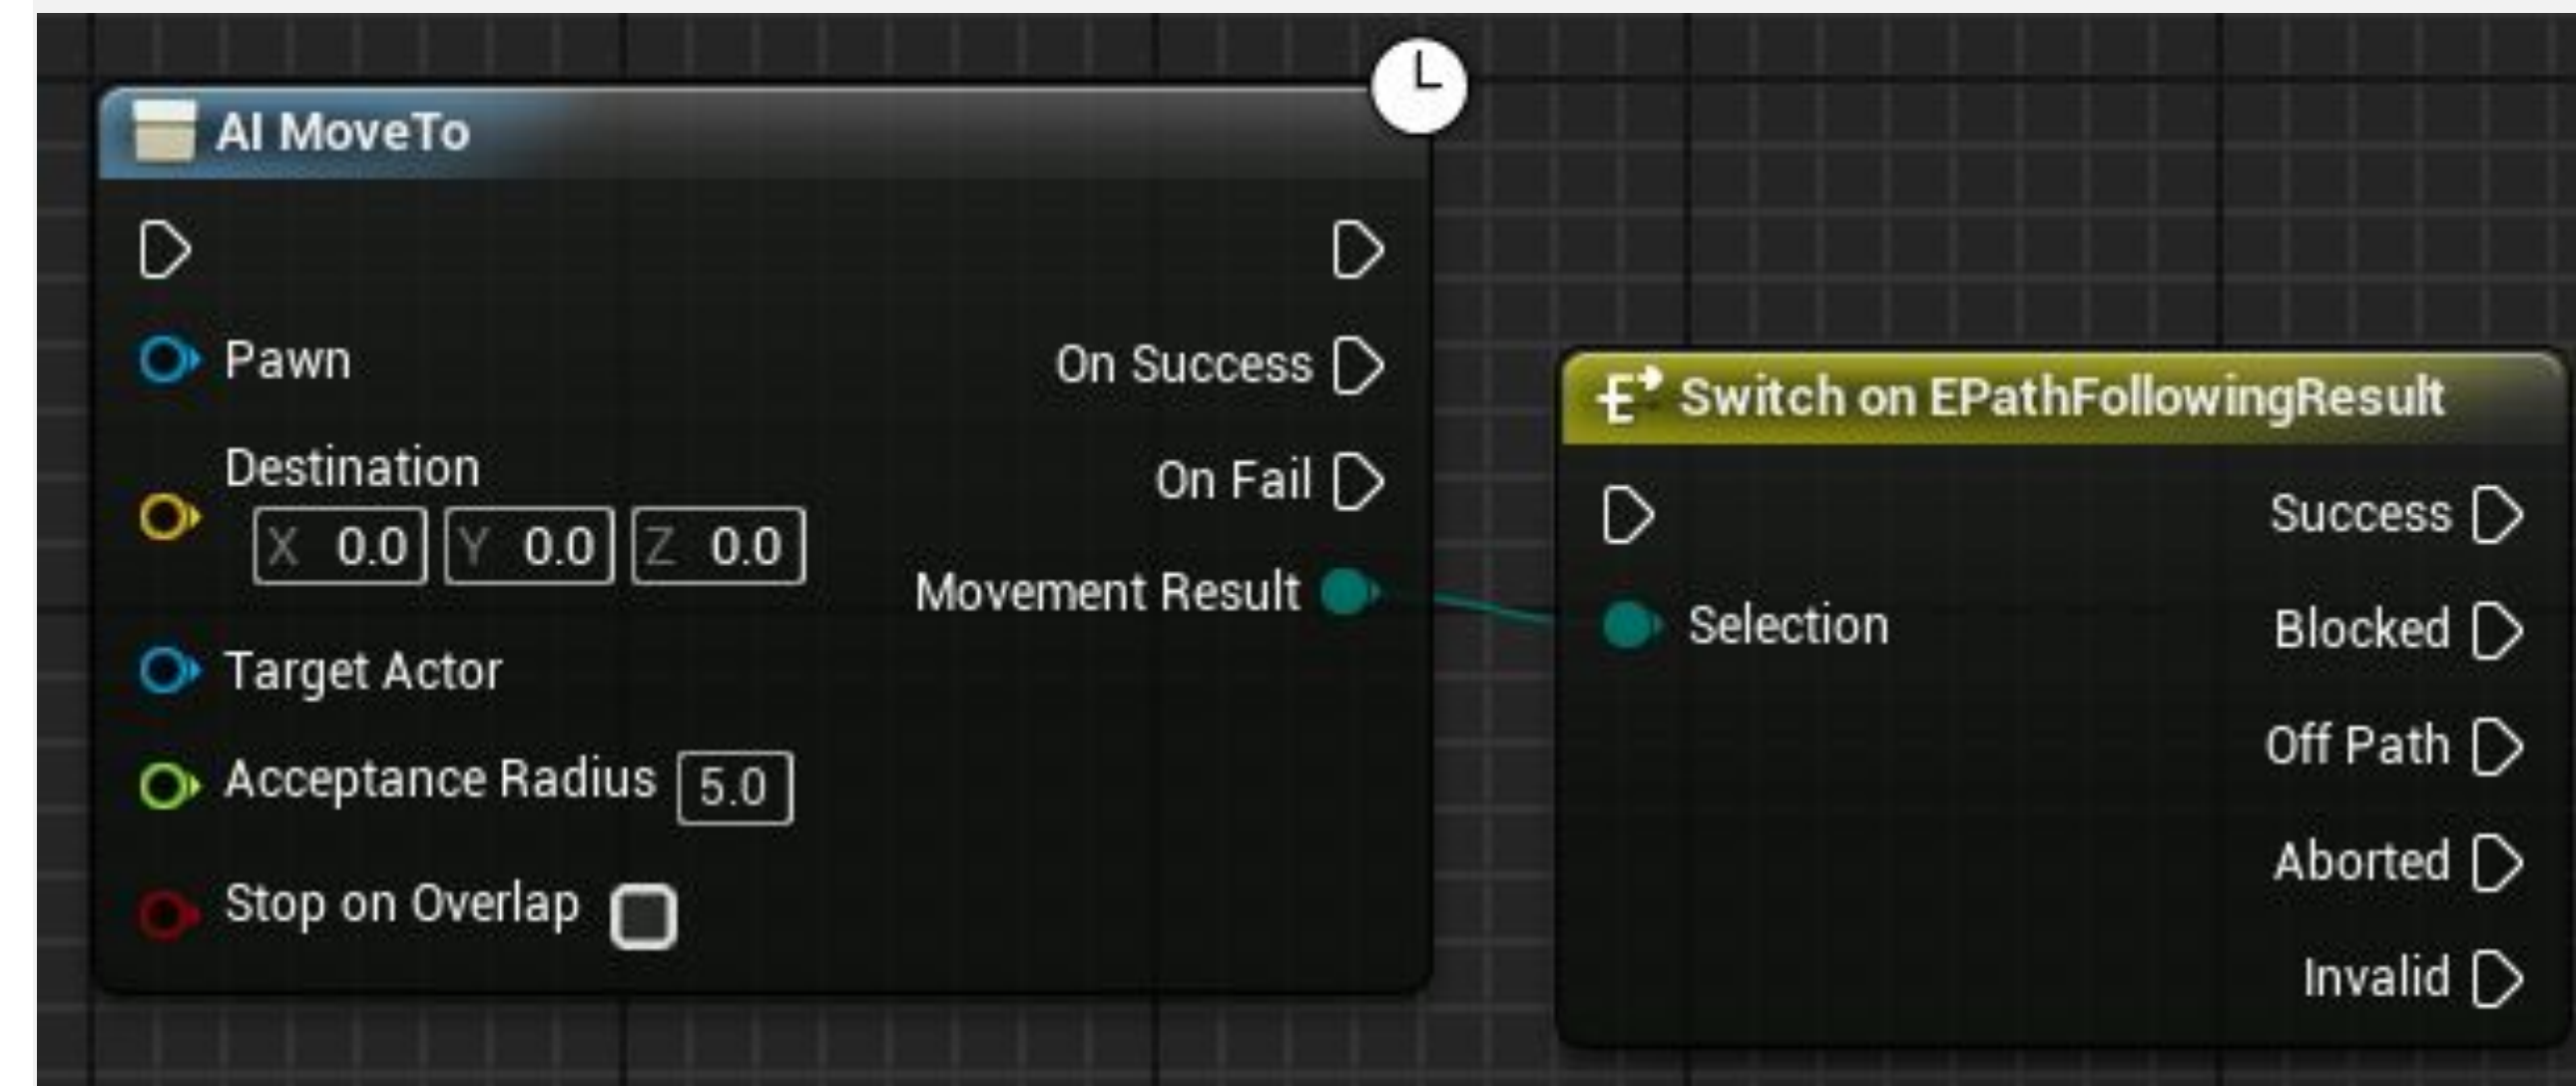 AI MoveTo
Pawn
On Success
Destination
X 0.0 Y 0.0 Z 0.0
On Fail
Movement Result
Target Actor
Acceptance Radius 5.0
Stop on Overlap
Switch on EPathFollowingResult
Success
Selection
Blocked
Off Path
Aborted
Invalid